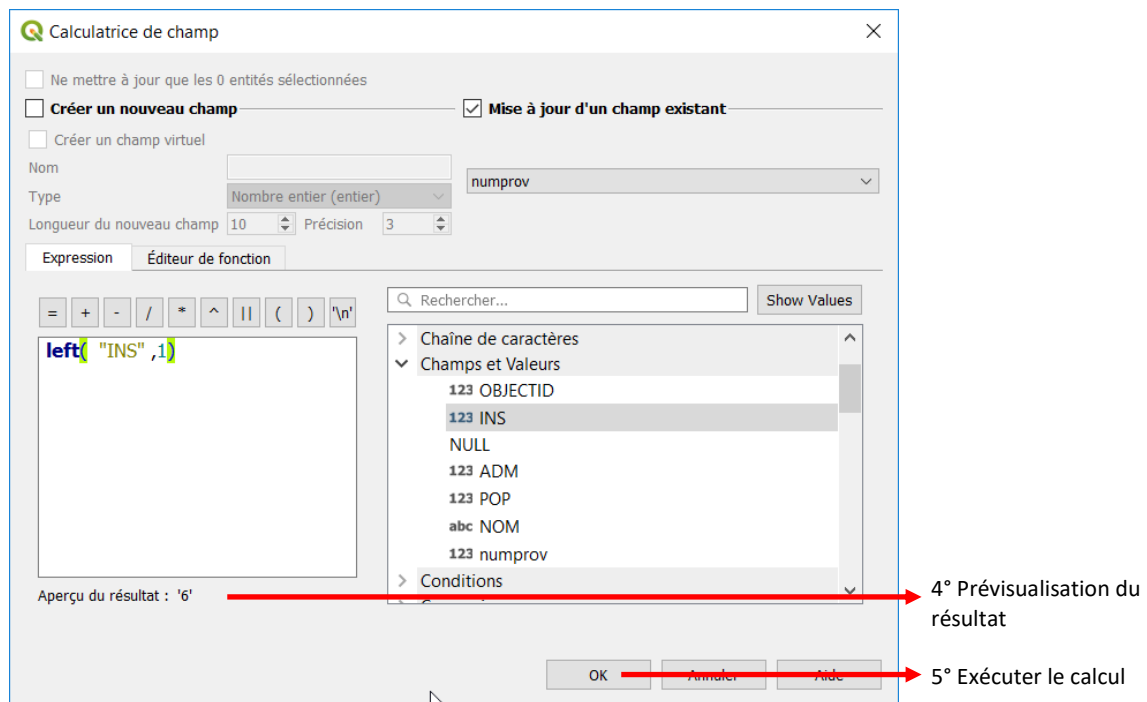 Calculatrice de champ
Ne mettre à jour que les 0 entités sélectionnées
Créer un nouveau champ
Mise à jour d'un champ existant
Créer un champ virtuel
Nom
numprov
Type
Nombre entier (entier)
Longueur du nouveau champ 10 Précision 3
Expression Éditeur de fonction
Rechercher...
Show Values
= + - / * ^ || ( ) '\n'
left( "INS" ,1)
Chaîne de caractères
Champs et Valeurs
123 OBJECTID
123 INS
NULL
123 ADM
123 POP
abc NOM
123 numprov
Conditions
Aperçu du résultat : '6'
4° Prévisualisation du
résultat
OK Annuler Aide
5° Exécuter le calcul